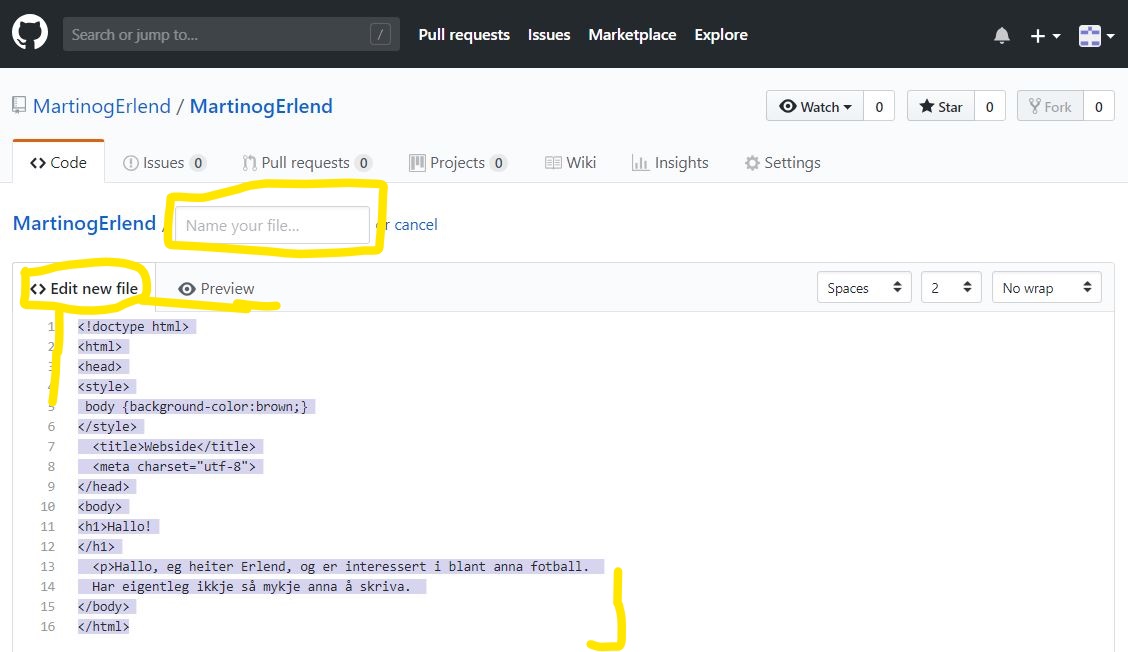 Search or jump to... / Pull requests Issues Marketplace Explore
MartinogErlend / MartinogErlend Watch 0 Star 0 Fork 0
Code Issues 0 Pull requests 0 Projects 0 Wiki Insights Settings
MartinogErlend / Name your file... or cancel
<> Edit new file Preview Spaces 2 No wrap
1 <!doctype html>
2 <html>
3 <head>
4 <style>
5 body {background-color:brown;}
6 </style>
7 <title>Webside</title>
8 <meta charset="utf-8">
9 </head>
10 <body>
11 <h1>Hallo!
12 </h1>
13 <p>Hallo, eg heiter Erlend, og er interessert i blant anna fotball.
14 Har eigentleg ikkje så mykje anna å skriva.
15 </body>
16 </html>